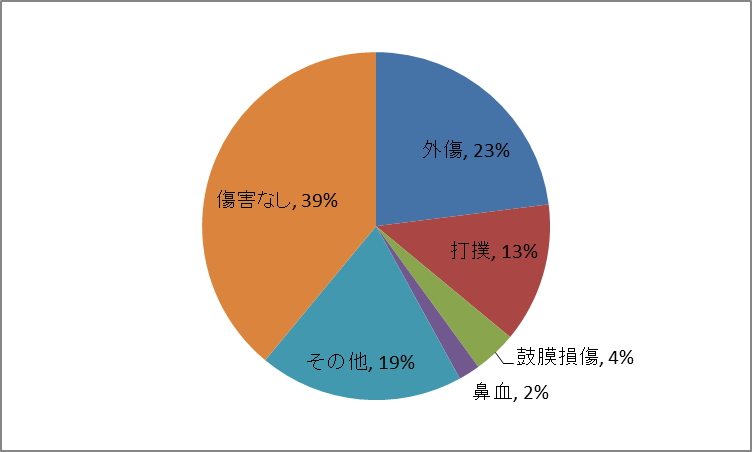 外傷, 23%
傷害なし, 39%
打撲, 13%
鼓膜損傷, 4%
その他, 19%
鼻血, 2%